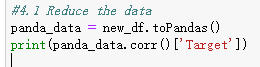 #4.1 Reduce the data
panda_data = new_df.toPandas()
print(panda_data.corr()['Target'])